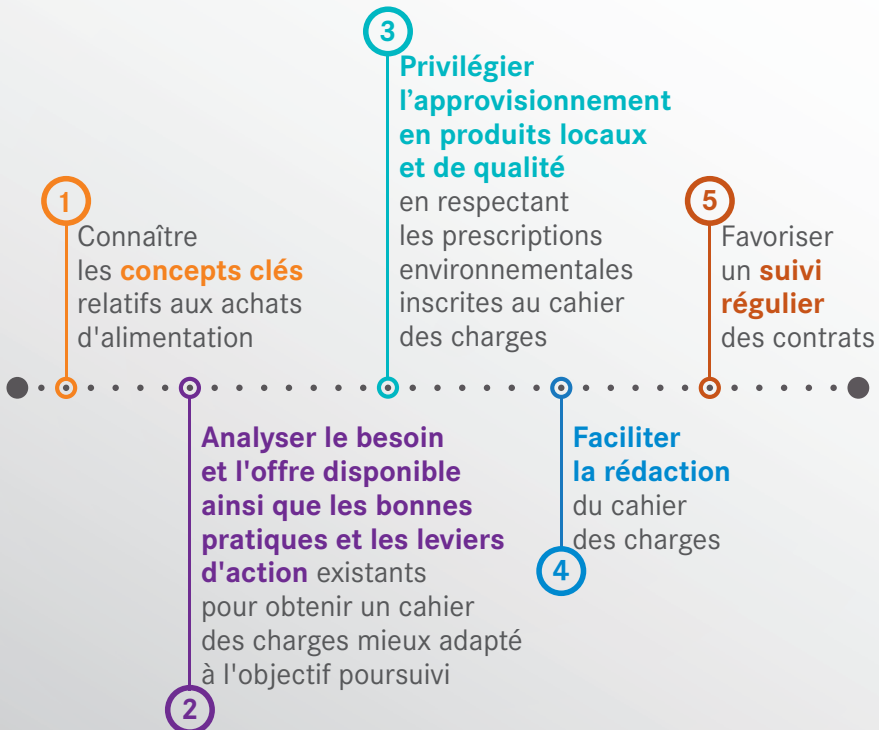 1
Connaître
les concepts clés
relatifs aux achats
d'alimentation
2
Analyser le besoin
et l'offre disponible
ainsi que les bonnes
pratiques et les leviers
d'action existants
pour obtenir un cahier
des charges mieux adapté
à l'objectif poursuivi
3
Privilégier
l’approvisionnement
en produits locaux
et de qualité
en respectant
les prescriptions
environnementales
inscrites au cahier
des charges
4
Faciliter
la rédaction
du cahier
des charges
5
Favoriser
un suivi
régulier
des contrats